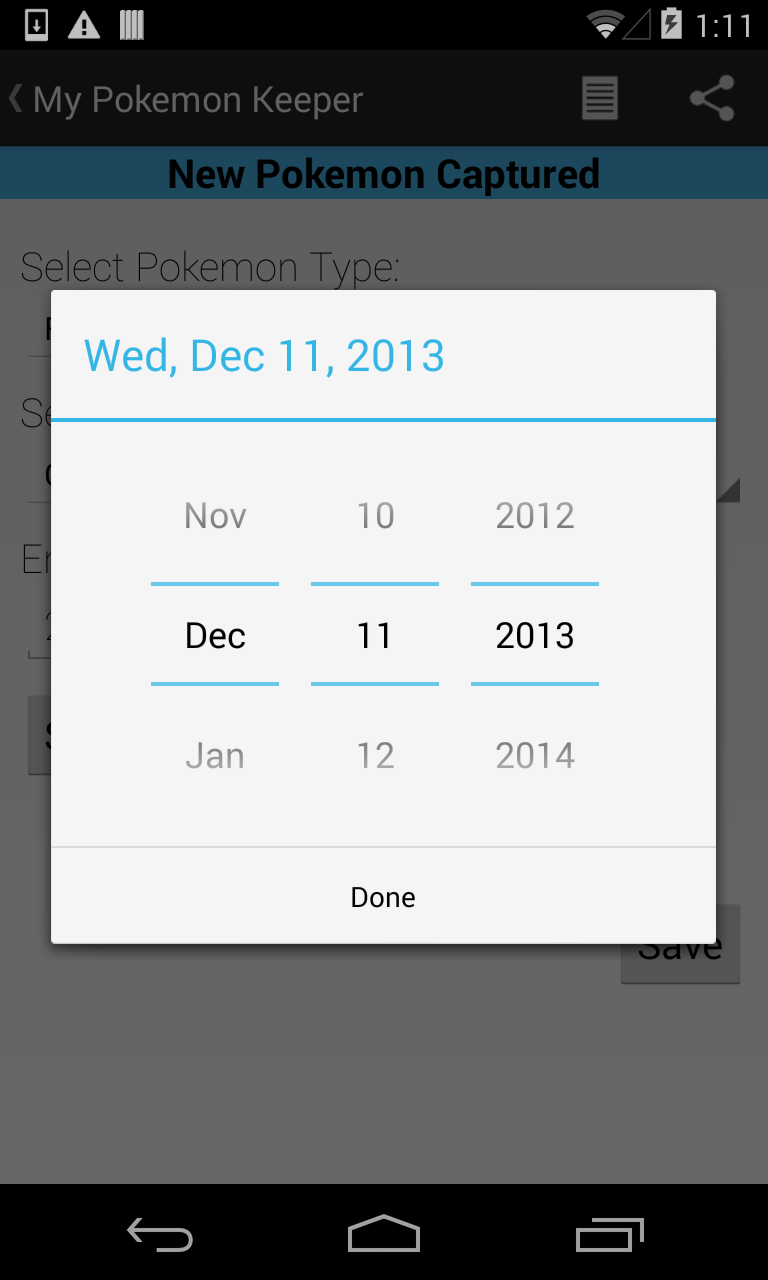 1:11
My Pokemon Keeper
New Pokemon Captured
Select Pokemon Type:
Wed, Dec 11, 2013
Nov 10 2012
Dec 11 2013
Jan 12 2014
Done
Save